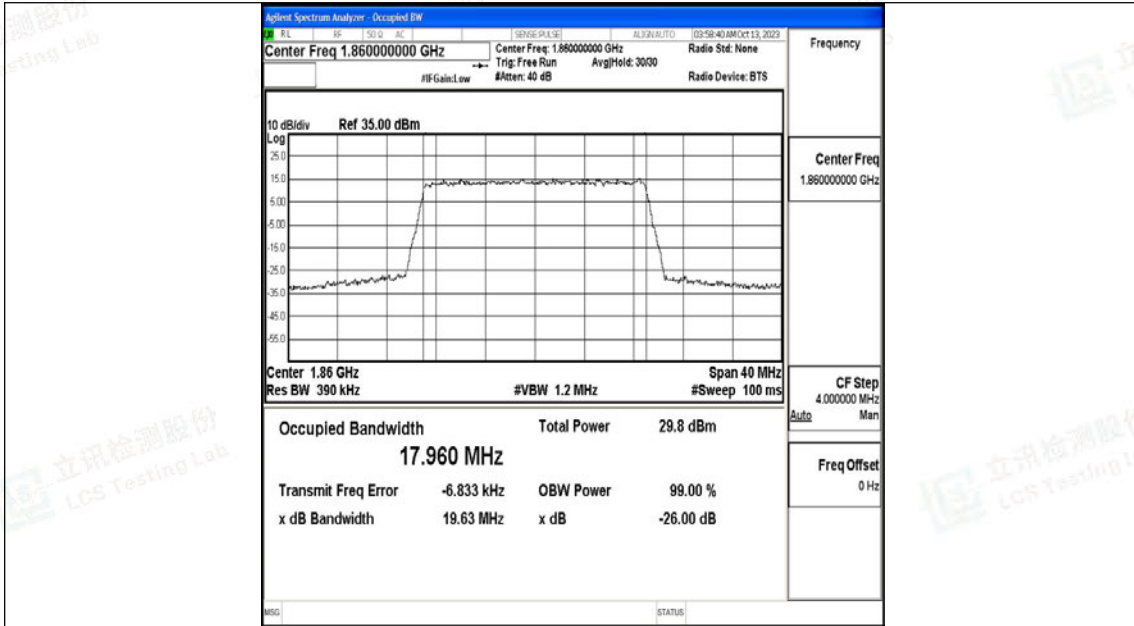 Agilent Spectrum Analyzer - Occupied BW
RL RF 50 Ω AC SENSE:PULSE ALIGNAUTO 03:58:40 AM Oct 13, 2023
Center Freq 1.860000000 GHz
Center Freq: 1.860000000 GHz
Radio Std: None
Trig: Free Run Avg|Hold: 30/30
#IFGain:Low
#Atten: 40 dB
Radio Device: BTS
10 dB/div Ref 35.00 dBm
Log
25.0
15.0
5.00
-5.00
-15.0
-25.0
-35.0
-45.0
-55.0
Center 1.86 GHz Span 40 MHz
Res BW 390 kHz #VBW 1.2 MHz #Sweep 100 ms
Occupied Bandwidth Total Power 29.8 dBm
17.960 MHz
Transmit Freq Error -6.833 kHz OBW Power 99.00 %
x dB Bandwidth 19.63 MHz x dB -26.00 dB
MSG STATUS
Frequency
Center Freq
1.860000000 GHz
CF Step
4.000000 MHz
Auto Man
Freq Offset
0 Hz
立讯检测股份
LCS Testing Lab